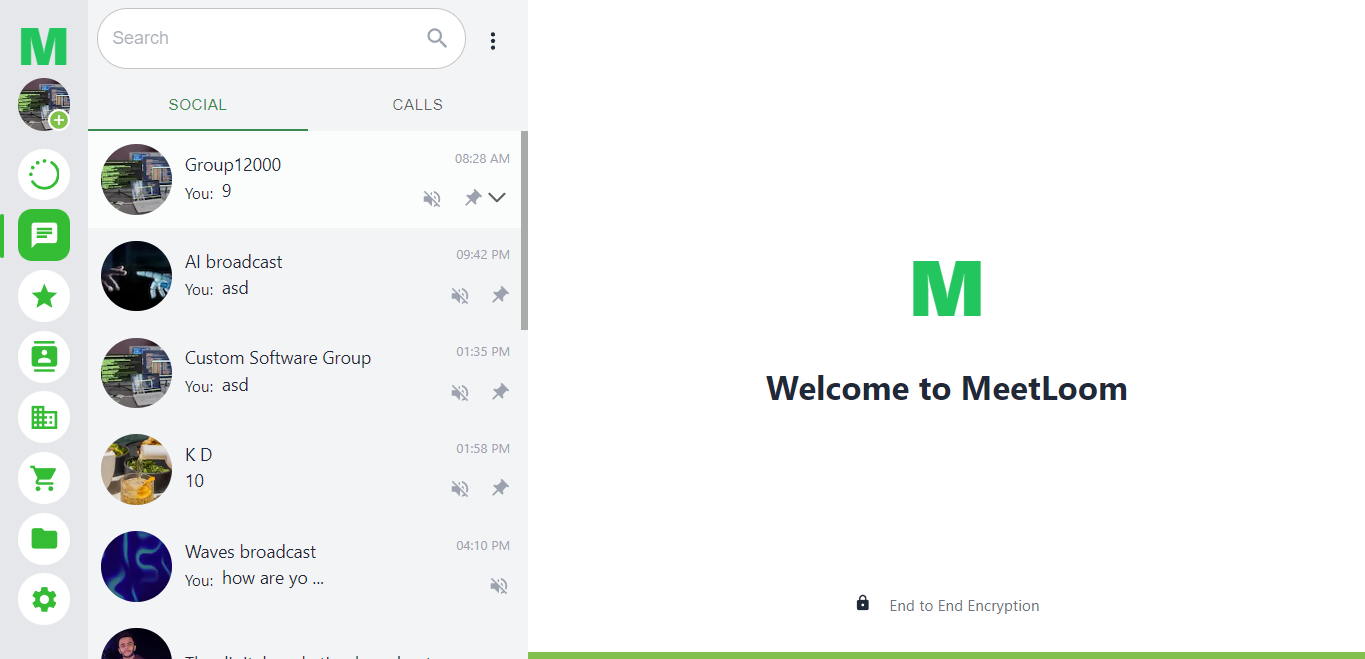 M
Search
SOCIAL CALLS
Group12000 08:28 AM
You: 9
AI broadcast 09:42 PM
You: asd
Custom Software Group 01:35 PM
You: asd
K D 01:58 PM
10
Waves broadcast 04:10 PM
You: how are yo ...
M
Welcome to MeetLoom
End to End Encryption